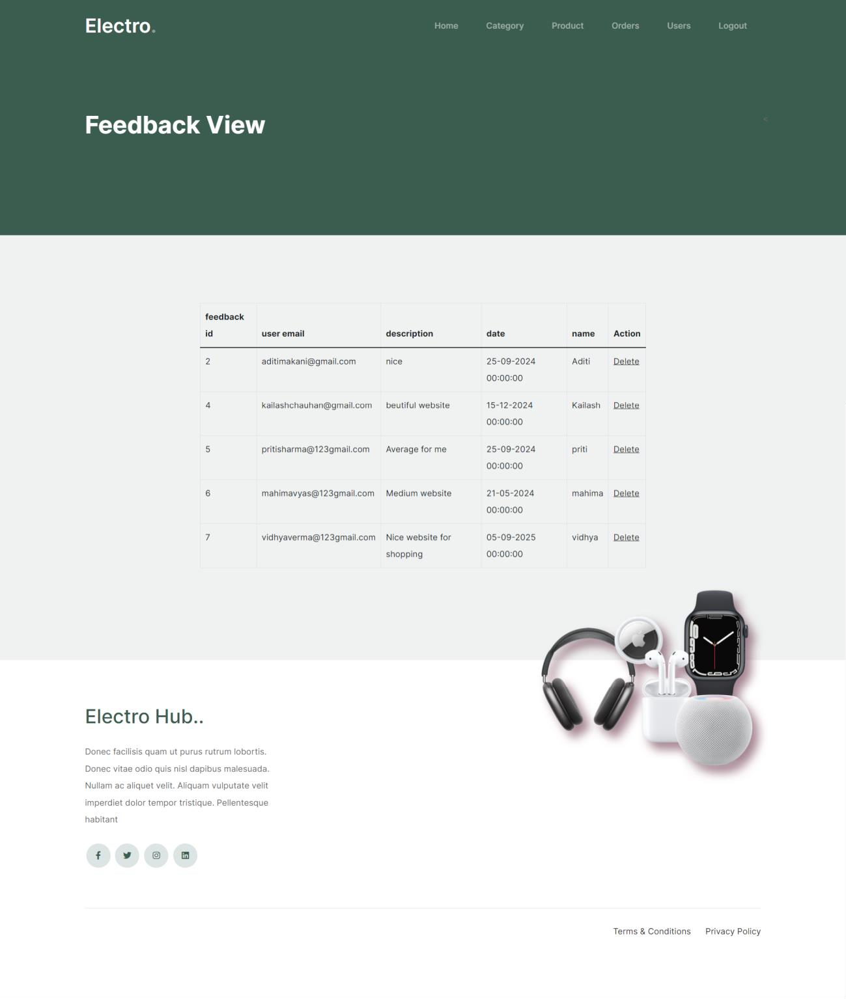 Electro.
Home Category Product Orders Users Logout
Feedback View
<
feedback id user email description date name Action
2 aditimakani@gmail.com nice 25-09-2024 00:00:00 Aditi Delete
4 kailashchauhan@gmail.com beutiful website 15-12-2024 00:00:00 Kailash Delete
5 pritisharma@123gmail.com Average for me 25-09-2024 00:00:00 priti Delete
6 mahimavyas@123gmail.com Medium website 21-05-2024 00:00:00 mahima Delete
7 vidhyaverma@123gmail.com Nice website for shopping 05-09-2025 00:00:00 vidhya Delete
Electro Hub..
Donec facilisis quam ut purus rutrum lobortis.
Donec vitae odio quis nisl dapibus malesuada.
Nullam ac aliquet velit. Aliquam vulputate velit
imperdiet dolor tempor tristique. Pellentesque
habitant
Terms & Conditions Privacy Policy